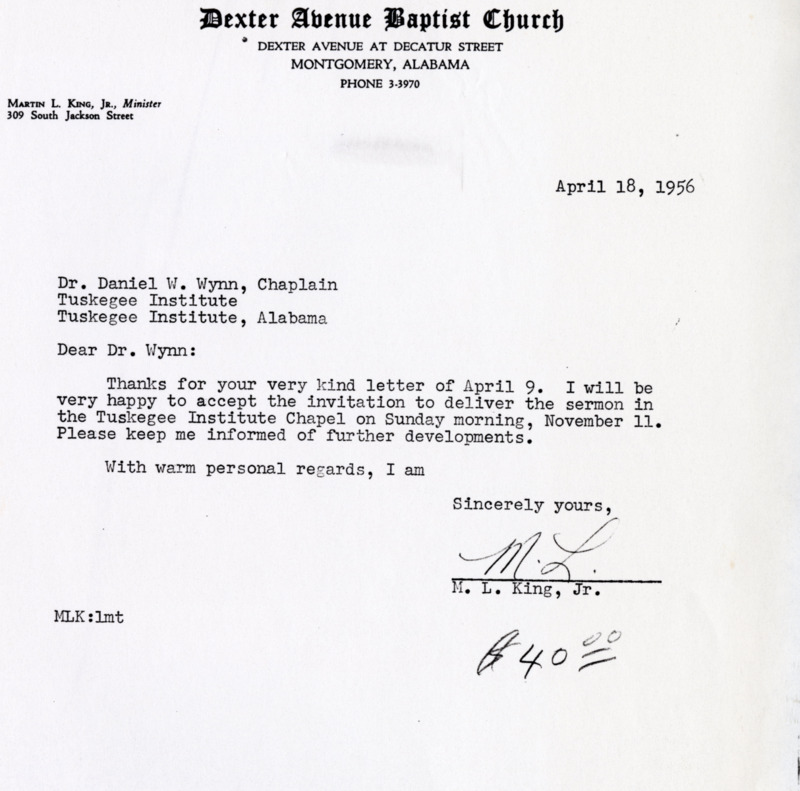 Dexter Avenue Baptist Church
DEXTER AVENUE AT DECATUR STREET
MONTGOMERY, ALABAMA
PHONE 3-3970
MARTIN L. KING, JR., Minister
309 South Jackson Street
April 18, 1956
Dr. Daniel W. Wynn, Chaplain
Tuskegee Institute
Tuskegee Institute, Alabama
Dear Dr. Wynn:
Thanks for your very kind letter of April 9. I will be
very happy to accept the invitation to deliver the sermon in
the Tuskegee Institute Chapel on Sunday morning, November 11.
Please keep me informed of further developments.
With warm personal regards, I am
Sincerely yours,
M. L.
M. L. King, Jr.
MLK:lmt
$40.00